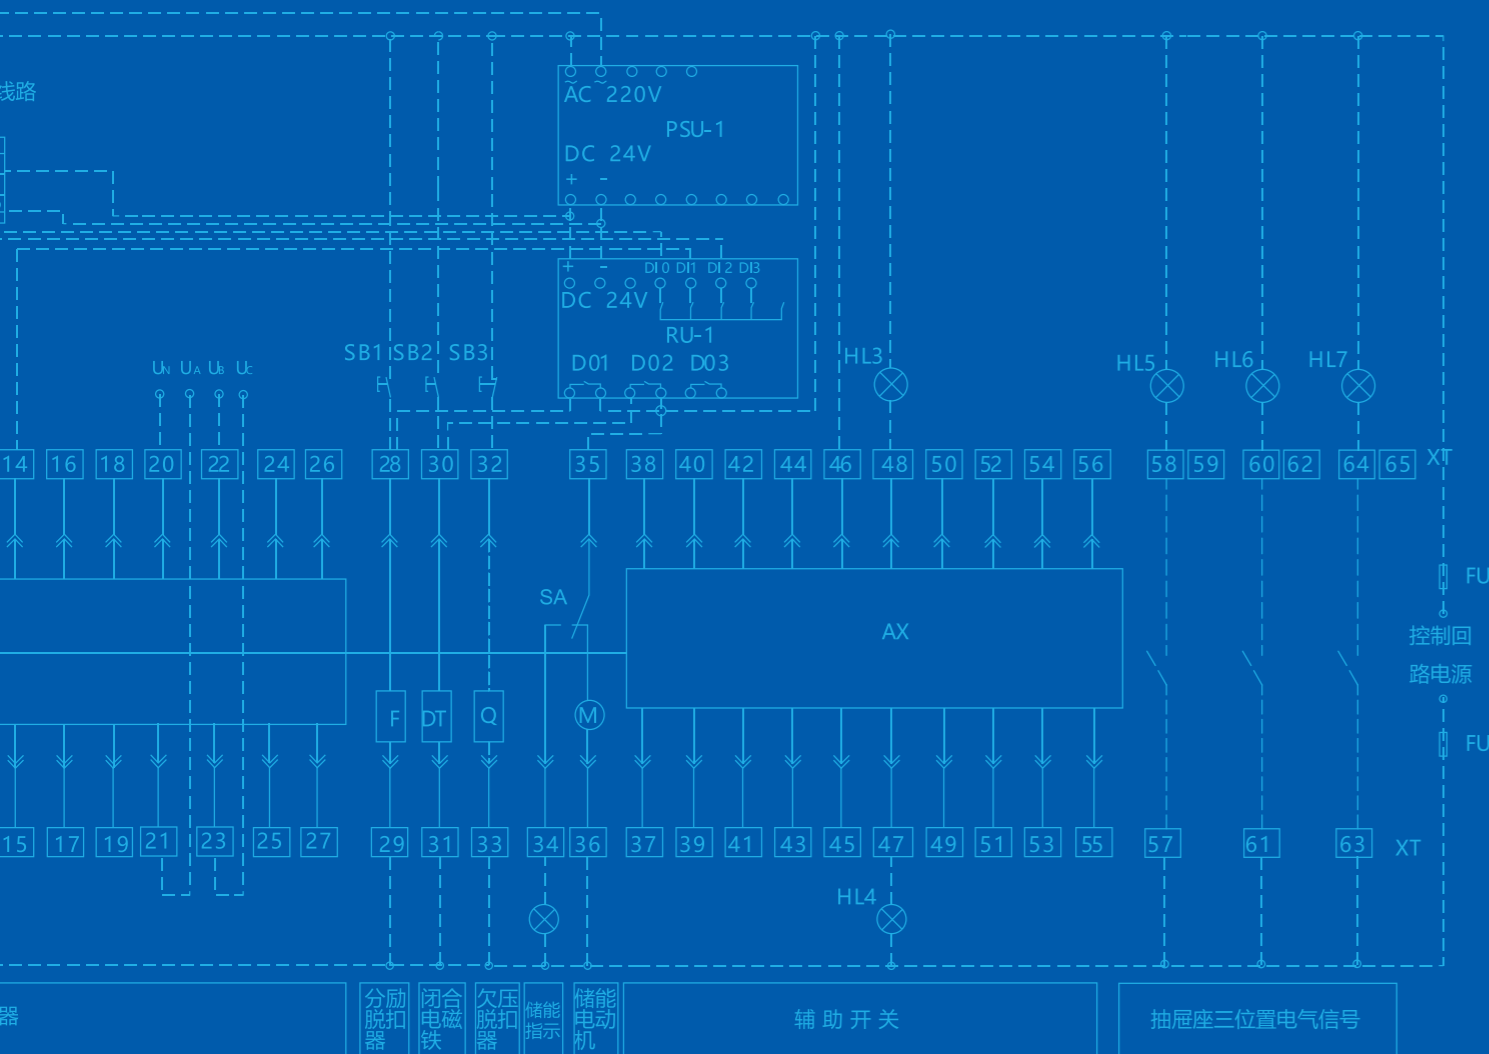 线路
AC 220V
PSU-1
DC 24V
+ -
+ - DI0 DI1 DI2 DI3
DC 24V
RU-1
D01 D02 D03
SB1 SB2 SB3
HL3
HL5 HL6 HL7
UN UA UB UC
14 16 18 20 22 24 26 28 30 32 35 38 40 42 44 46 48 50 52 54 56 58 59 60 62 64 65 XT
FU
SA
AX
控制回
路电源
F DT Q M
FU
15 17 19 21 23 25 27 29 31 33 34 36 37 39 41 43 45 47 49 51 53 55 57 61 63 XT
HL4
器
分励
脱扣
器
闭合
电磁
铁
欠压
脱扣
器
储能
指示
储能
电动
机
辅助开关
抽屉座三位置电气信号